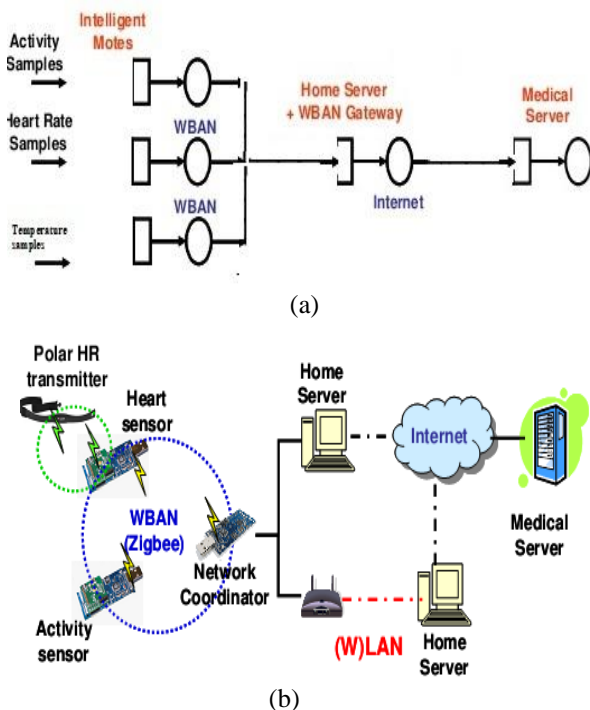 Activity
Samples
Intelligent
Motes
Heart Rate
Samples
WBAN
Home Server
+ WBAN Gateway
Medical
Server
WBAN
Internet
Temperature
samples
(a)
Polar HR
transmitter
Heart
sensor
Home
Server
Internet
WBAN
(Zigbee)
Network
Coordinator
Medical
Server
Activity
sensor
(W)LAN
Home
Server
(b)